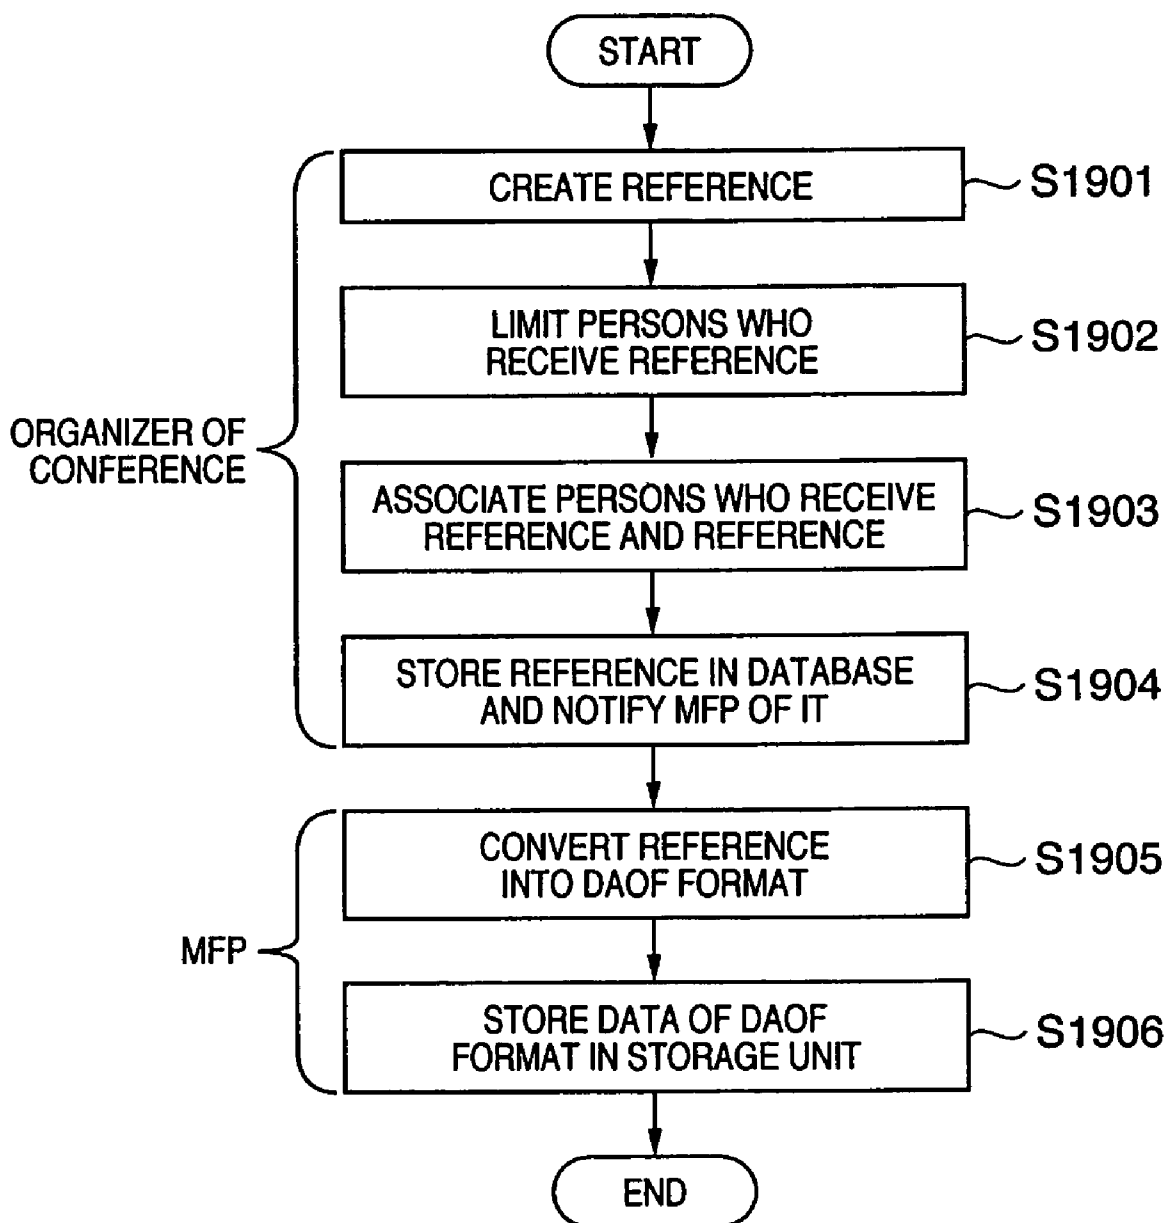 START
CREATE REFERENCE
S1901
LIMIT PERSONS WHO
RECEIVE REFERENCE
S1902
ORGANIZER OF
CONFERENCE
ASSOCIATE PERSONS WHO RECEIVE
REFERENCE AND REFERENCE
S1903
STORE REFERENCE IN DATABASE
AND NOTIFY MFP OF IT
S1904
CONVERT REFERENCE
INTO DAOF FORMAT
S1905
MFP
STORE DATA OF DAOF
FORMAT IN STORAGE UNIT
S1906
END